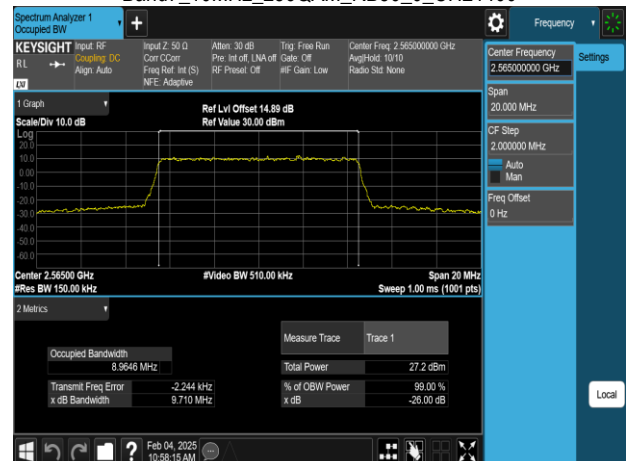 Spectrum Analyzer 1
Occupied BW
Frequency
KEYSIGHT
RL
LXI
Input: RF
Coupling: DC
Align: Auto
Input Z: 50 Ω
Corr CCorr
Freq Ref: Int (S)
NFE: Adaptive
Atten: 30 dB
Pre: Int off, LNA off
RF Preset: Off
Trig: Free Run
Gate: Off
#IF Gain: Low
Center Freq: 2.565000000 GHz
Avg|Hold: 10/10
Radio Std: None
Center Frequency
2.565000000 GHz
Settings
Span
20.000 MHz
CF Step
2.000000 MHz
Auto
Man
Freq Offset
0 Hz
Local
1 Graph
Scale/Div 10.0 dB
Ref Lvl Offset 14.89 dB
Ref Value 30.00 dBm
Log
20.0
10.0
0.00
-10.0
-20.0
-30.0
-40.0
-50.0
-60.0
Center 2.56500 GHz
#Video BW 510.00 kHz
Span 20 MHz
#Res BW 150.00 kHz
Sweep 1.00 ms (1001 pts)
2 Metrics
Measure Trace
Trace 1
Occupied Bandwidth
8.9646 MHz
Total Power
27.2 dBm
Transmit Freq Error
-2.244 kHz
% of OBW Power
99.00 %
x dB Bandwidth
9.710 MHz
x dB
-26.00 dB
Feb 04, 2025
10:58:15 AM